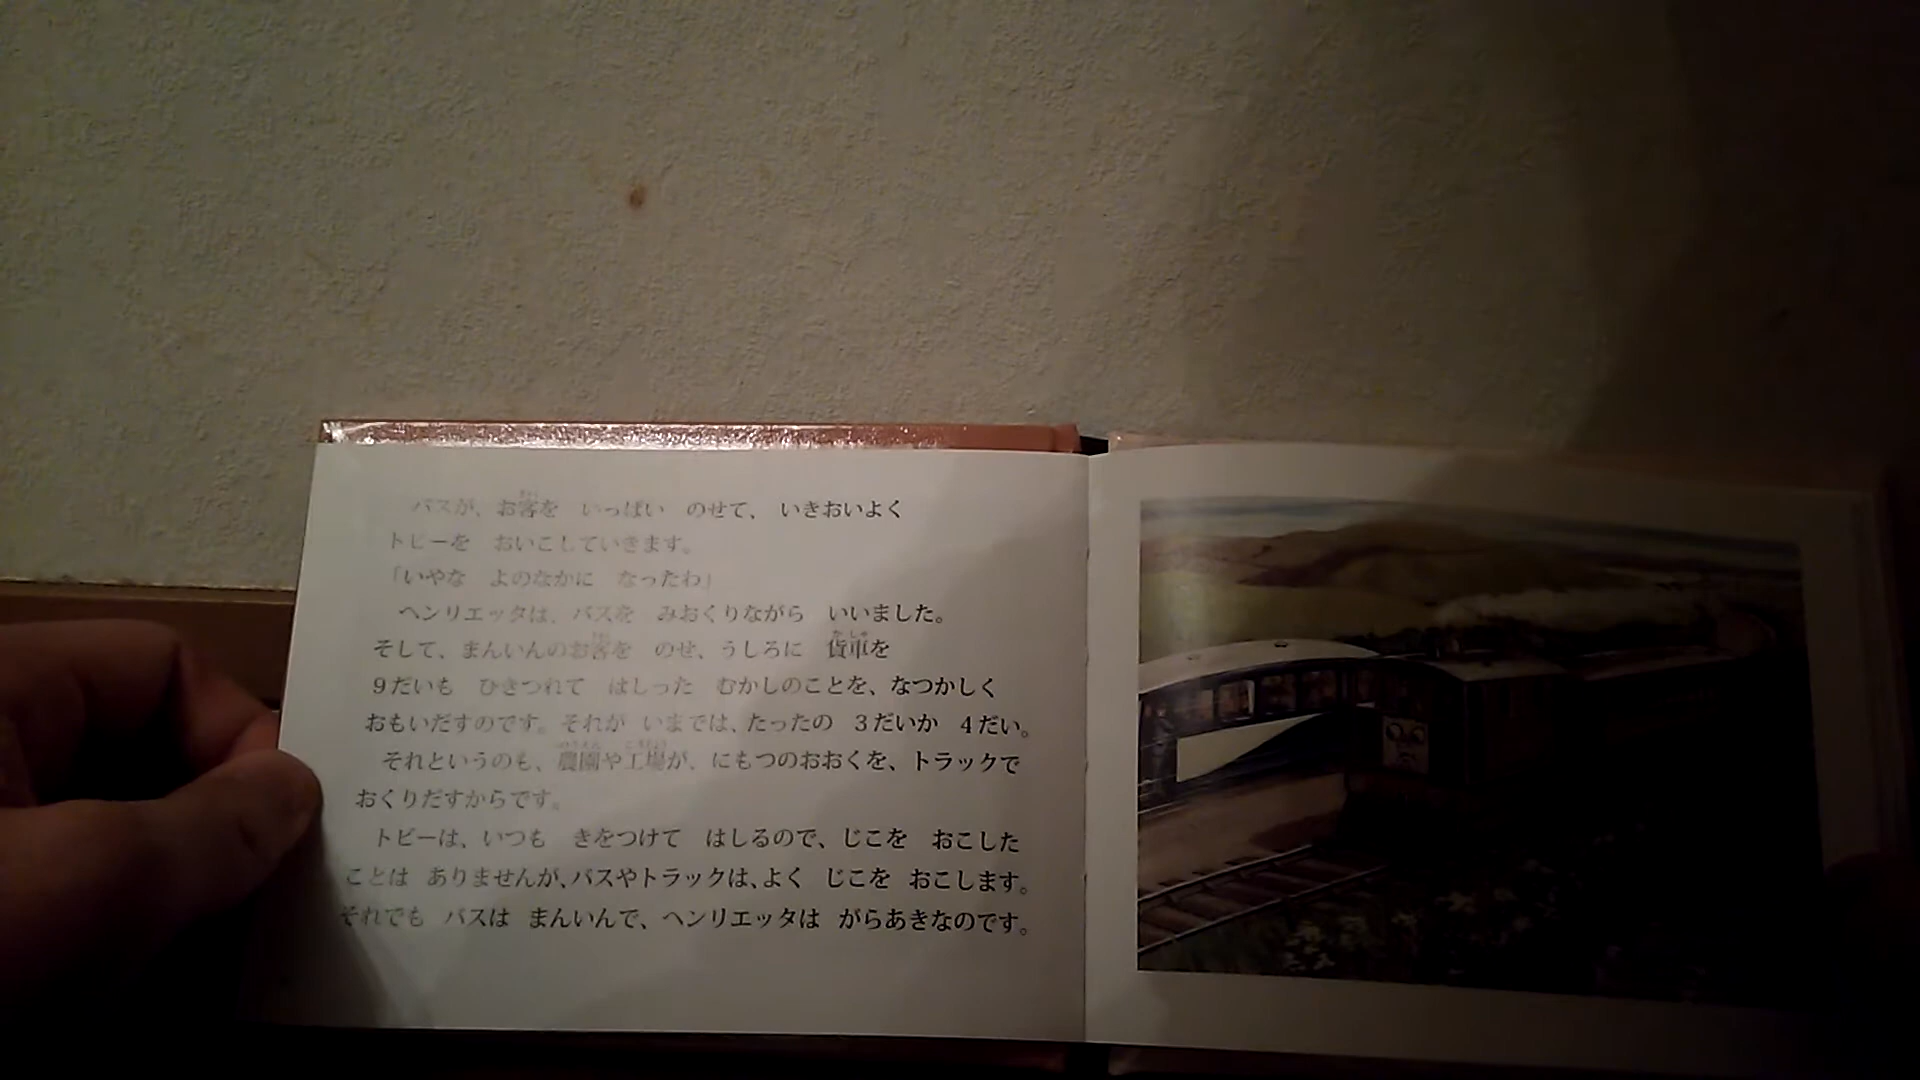 バスが、お客を　いっぱい　のせて、　いきおいよく
トビーを　おいこしていきます。
「いやな　よのなかに　なったわ」
ヘンリエッタは、バスを　みおくりながら　いいました。
そして、まんいんのお客を　のせ、うしろに　貨車を
9だいも　ひきつれて　はしった　むかしのことを、なつかしく
おもいだすのです。それが　いまでは、たったの　3だいか　4だい。
それというのも、農園や工場が、にもつのおおくを、トラックで
おくりだすからです。
トビーは、いつも　きをつけて　はしるので、じこを　おこした
ことは　ありませんが、バスやトラックは、よく　じこを　おこします。
それでも　バスは　まんいんで、ヘンリエッタは　がらあきなのです。